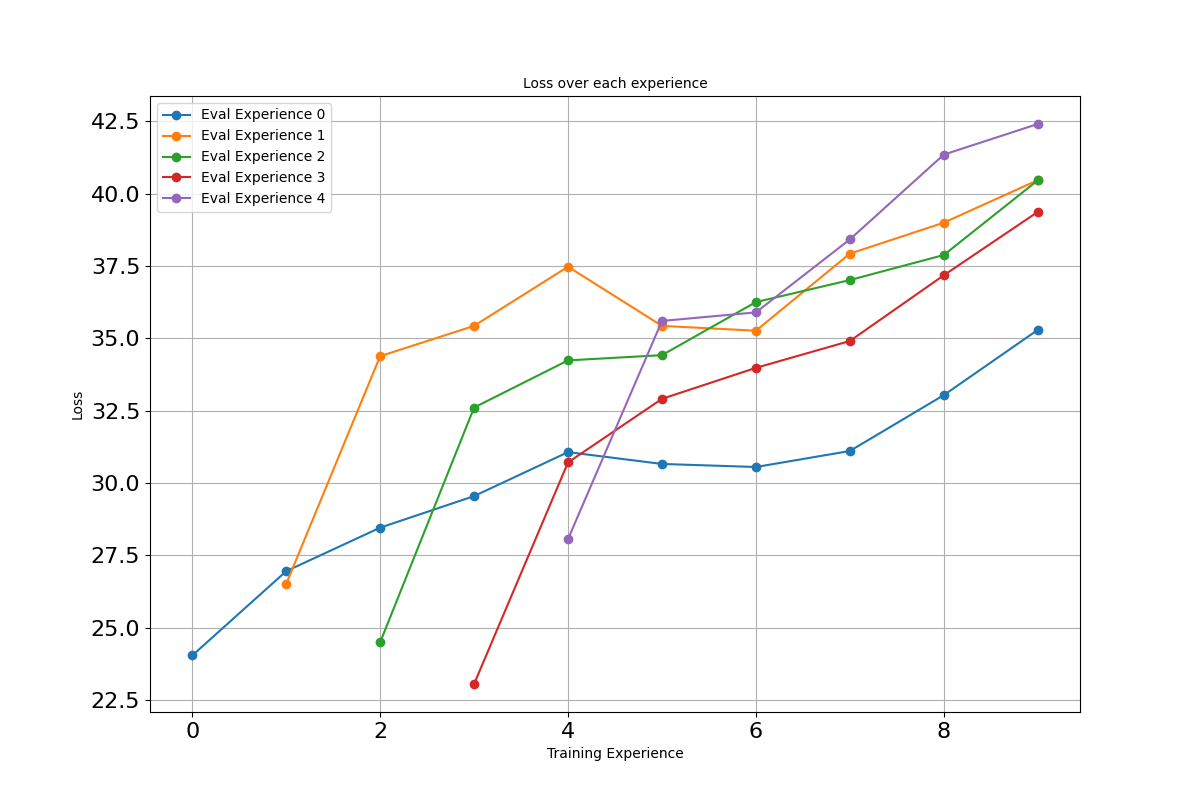 Loss over each experience
Eval Experience 0
Eval Experience 1
Eval Experience 2
Eval Experience 3
Eval Experience 4
42.5
40.0
37.5
35.0
32.5
30.0
27.5
25.0
22.5
Loss
0 2 4 6 8
Training Experience